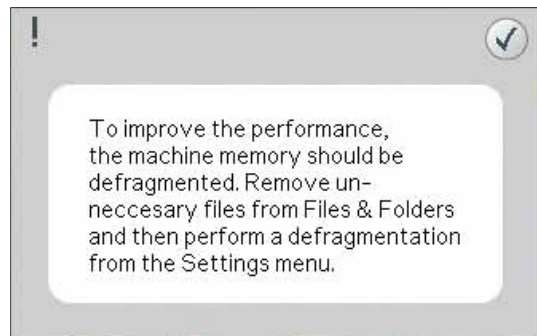 !
To improve the performance,
the machine memory should be
defragmented. Remove un-
neccesary files from Files & Folders
and then perform a defragmentation
from the Settings menu.